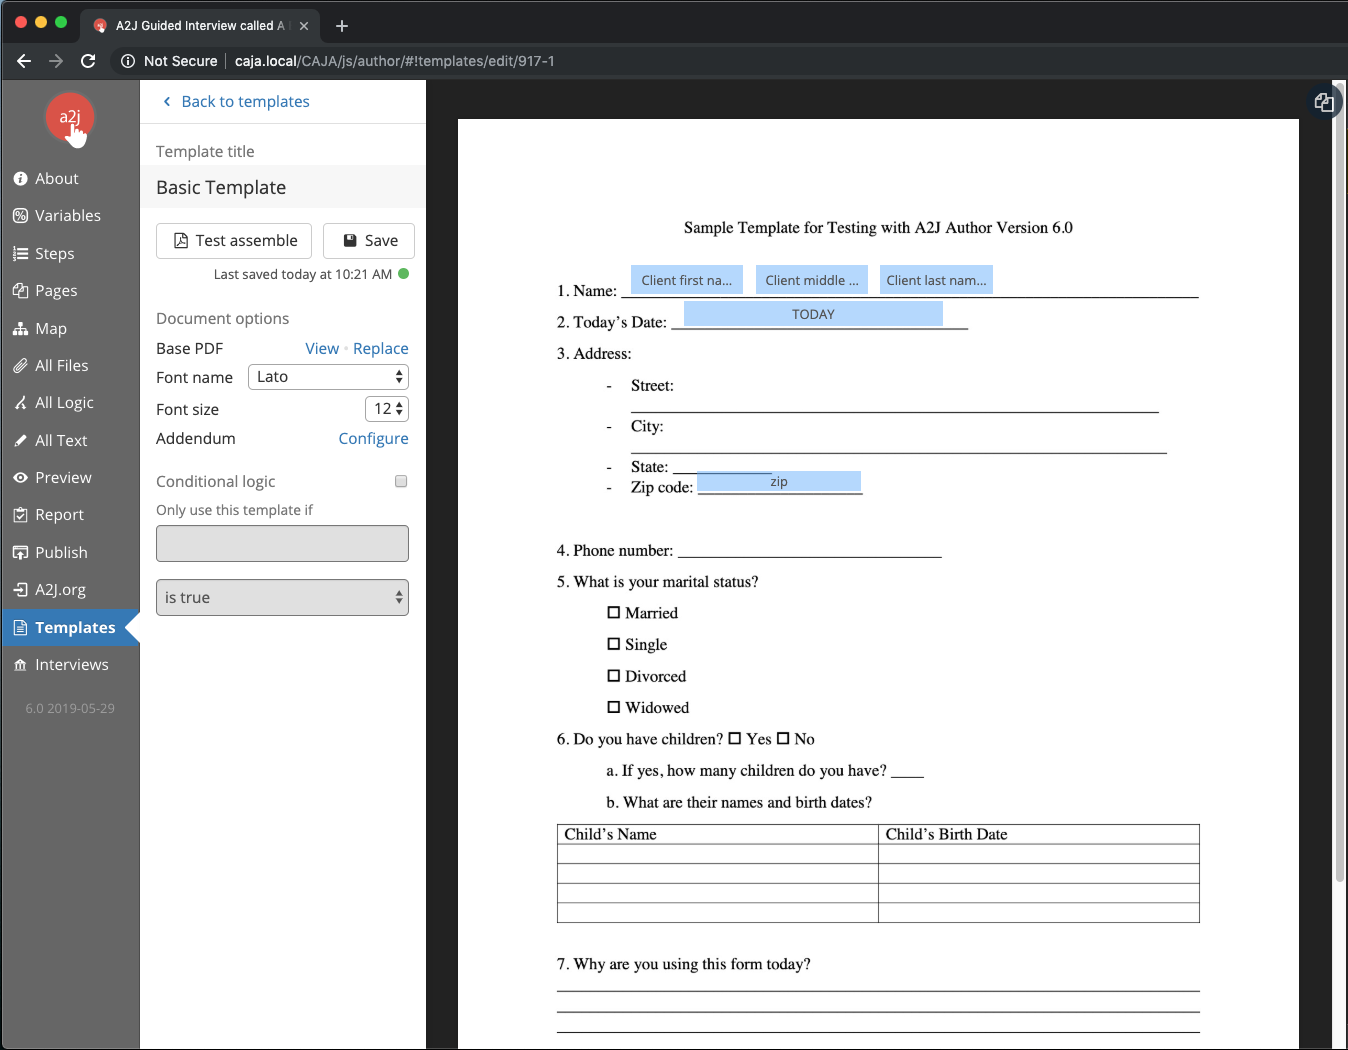 A2J Guided Interview called A
Not Secure
caja.local/CAJA/js/author/#!templates/edit/917-1
a2j
About
Variables
Steps
Pages
Map
All Files
All Logic
All Text
Preview
Report
Publish
A2J.org
Templates
Interviews
6.0 2019-05-29
Back to templates
Template title
Basic Template
Test assemble
Save
Last saved today at 10:21 AM
Document options
Base PDF View • Replace
Font name Lato
Font size 12
Addendum Configure
Conditional logic
Only use this template if
is true
Sample Template for Testing with A2J Author Version 6.0
1. Name: Client first na... Client middle ... Client last nam...
2. Today’s Date: TODAY
3. Address:
- Street:
- City:
- State:
- Zip code: zip
4. Phone number:
5. What is your marital status?
☐ Married
☐ Single
☐ Divorced
☐ Widowed
6. Do you have children? ☐ Yes ☐ No
a. If yes, how many children do you have? ____
b. What are their names and birth dates?
Child’s Name Child’s Birth Date
7. Why are you using this form today?